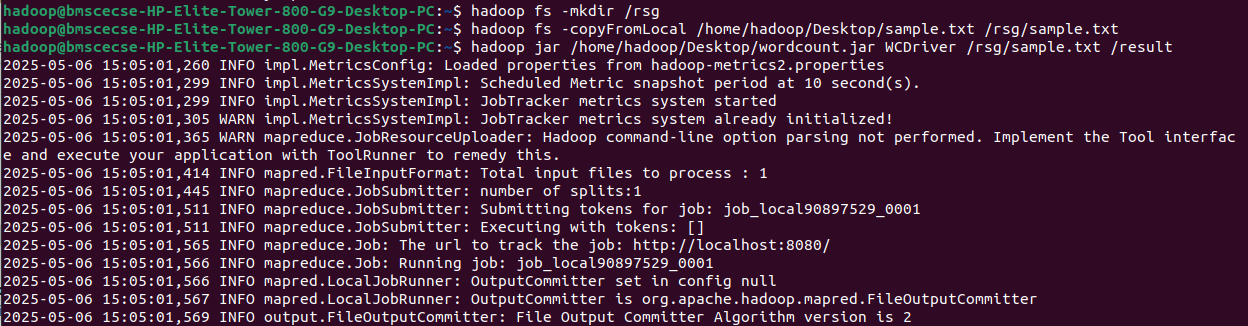 hadoop@bmscecse-HP-Elite-Tower-800-G9-Desktop-PC:~$ hadoop fs -mkdir /rsg
hadoop@bmscecse-HP-Elite-Tower-800-G9-Desktop-PC:~$ hadoop fs -copyFromLocal /home/hadoop/Desktop/sample.txt /rsg/sample.txt
hadoop@bmscecse-HP-Elite-Tower-800-G9-Desktop-PC:~$ hadoop jar /home/hadoop/Desktop/wordcount.jar WCDriver /rsg/sample.txt /result
2025-05-06 15:05:01,260 INFO impl.MetricsConfig: Loaded properties from hadoop-metrics2.properties
2025-05-06 15:05:01,299 INFO impl.MetricsSystemImpl: Scheduled Metric snapshot period at 10 second(s).
2025-05-06 15:05:01,299 INFO impl.MetricsSystemImpl: JobTracker metrics system started
2025-05-06 15:05:01,305 WARN impl.MetricsSystemImpl: JobTracker metrics system already initialized!
2025-05-06 15:05:01,365 WARN mapreduce.JobResourceUploader: Hadoop command-line option parsing not performed. Implement the Tool interfac
e and execute your application with ToolRunner to remedy this.
2025-05-06 15:05:01,414 INFO mapred.FileInputFormat: Total input files to process : 1
2025-05-06 15:05:01,445 INFO mapreduce.JobSubmitter: number of splits:1
2025-05-06 15:05:01,511 INFO mapreduce.JobSubmitter: Submitting tokens for job: job_local90897529_0001
2025-05-06 15:05:01,511 INFO mapreduce.JobSubmitter: Executing with tokens: []
2025-05-06 15:05:01,565 INFO mapreduce.Job: The url to track the job: http://localhost:8080/
2025-05-06 15:05:01,566 INFO mapreduce.Job: Running job: job_local90897529_0001
2025-05-06 15:05:01,566 INFO mapred.LocalJobRunner: OutputCommitter set in config null
2025-05-06 15:05:01,567 INFO mapred.LocalJobRunner: OutputCommitter is org.apache.hadoop.mapred.FileOutputCommitter
2025-05-06 15:05:01,569 INFO output.FileOutputCommitter: File Output Committer Algorithm version is 2